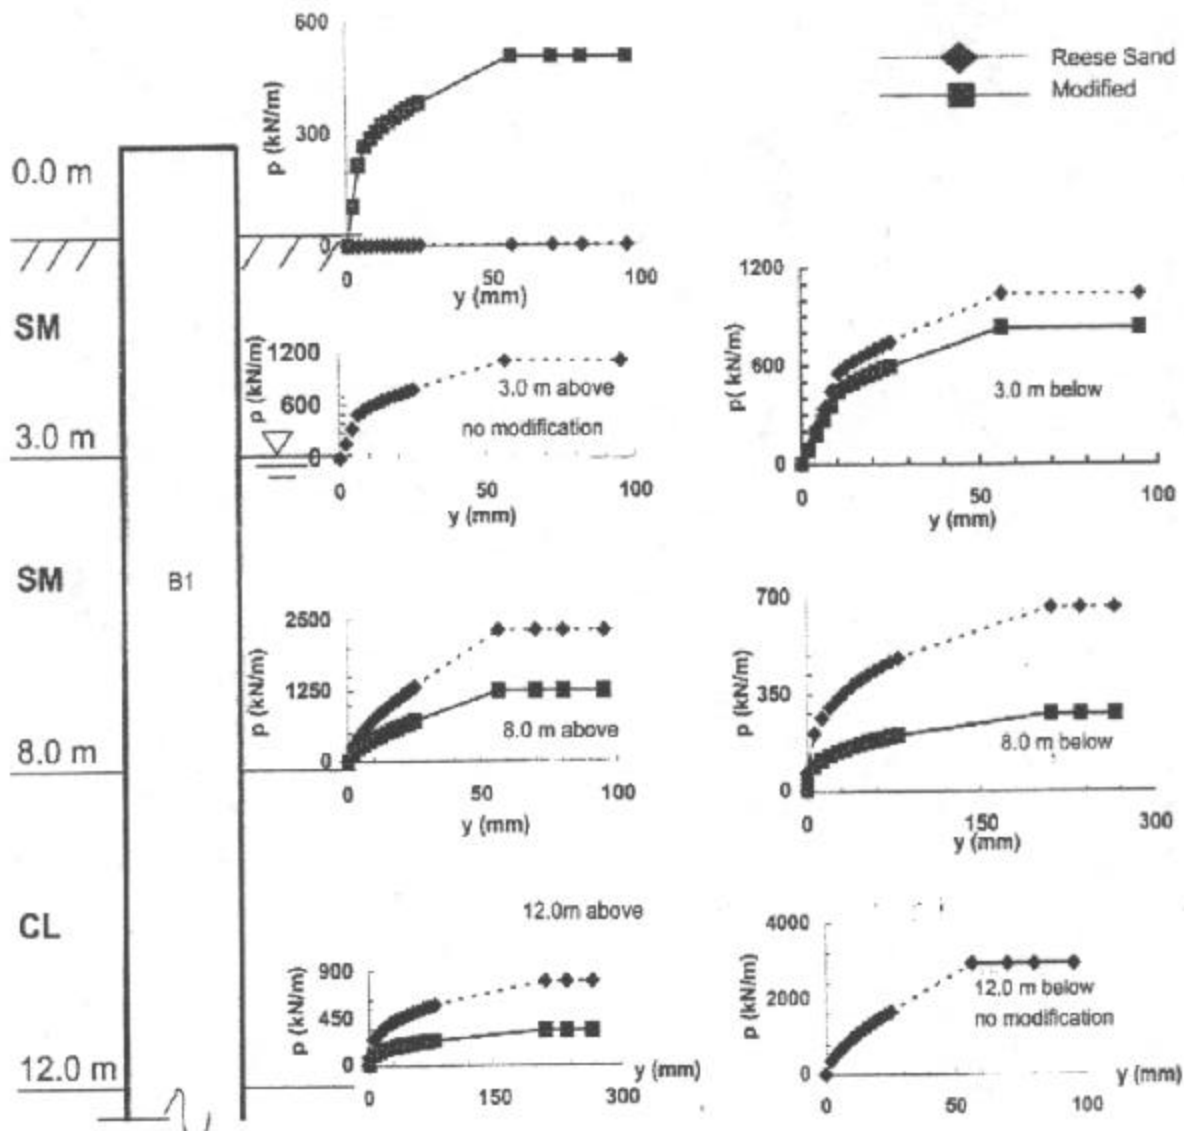 Reese Sand
Modified
600
300
0
p (kN/m)
0 50 100
y (mm)
0.0 m
SM
3.0 m
1200
600
0
p (kN/m)
3.0 m above
no modification
0 50 100
y (mm)
1200
600
0
p( kN/m)
3.0 m below
0 50 100
y (mm)
SM
B1
8.0 m
2500
1250
0
p (kN/m)
8.0 m above
0 50 100
y (mm)
700
350
0
p (kN/m)
8.0 m below
0 150 300
y (mm)
CL
12.0 m
12.0m above
900
450
0
p (kN/m)
y (mm)
0 150 300
4000
2000
0
p (kN/m)
12.0 m below
no modification
y (mm)
0 50 100